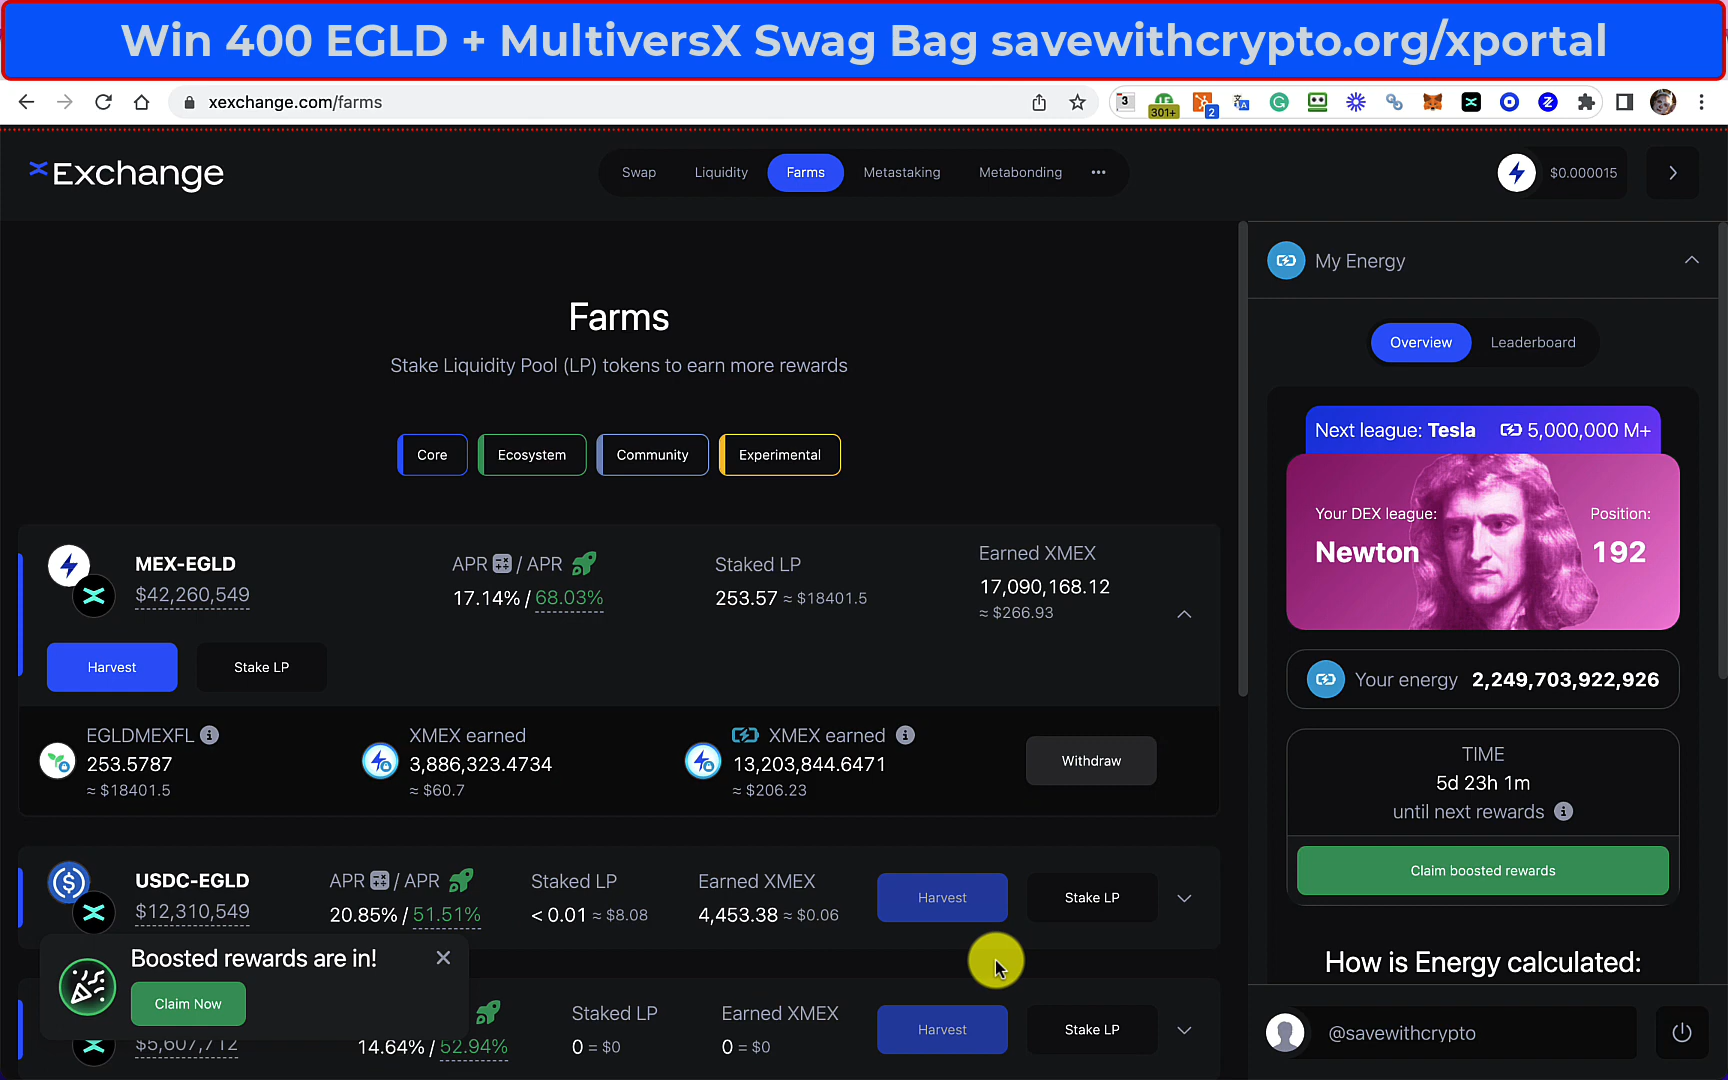 Win 400 EGLD + MultiversX Swag Bag savewithcrypto.org/xportal
xexchange.com/farms
3
301+
2
Exchange
Swap
Liquidity
Farms
Metastaking
Metabonding
$0.000015
Farms
Stake Liquidity Pool (LP) tokens to earn more rewards
Core
Ecosystem
Community
Experimental
MEX-EGLD
$42,260,549
APR / APR
17.14% / 68.03%
Staked LP
253.57 ≈ $18401.5
Earned XMEX
17,090,168.12
≈ $266.93
Harvest
Stake LP
EGLDMEXFL
253.5787
≈ $18401.5
XMEX earned
3,886,323.4734
≈ $60.7
XMEX earned
13,203,844.6471
≈ $206.23
Withdraw
USDC-EGLD
$12,310,549
APR / APR
20.85% / 51.51%
Staked LP
< 0.01 ≈ $8.08
Earned XMEX
4,453.38 ≈ $0.06
Harvest
Stake LP
Boosted rewards are in!
Claim Now
$5,607,712
14.64% / 52.94%
Staked LP
0 = $0
Earned XMEX
0 = $0
Harvest
Stake LP
My Energy
Overview
Leaderboard
Next league: Tesla 5,000,000 M+
Your DEX league:
Newton
Position:
192
Your energy 2,249,703,922,926
TIME
5d 23h 1m
until next rewards
Claim boosted rewards
How is Energy calculated:
@savewithcrypto